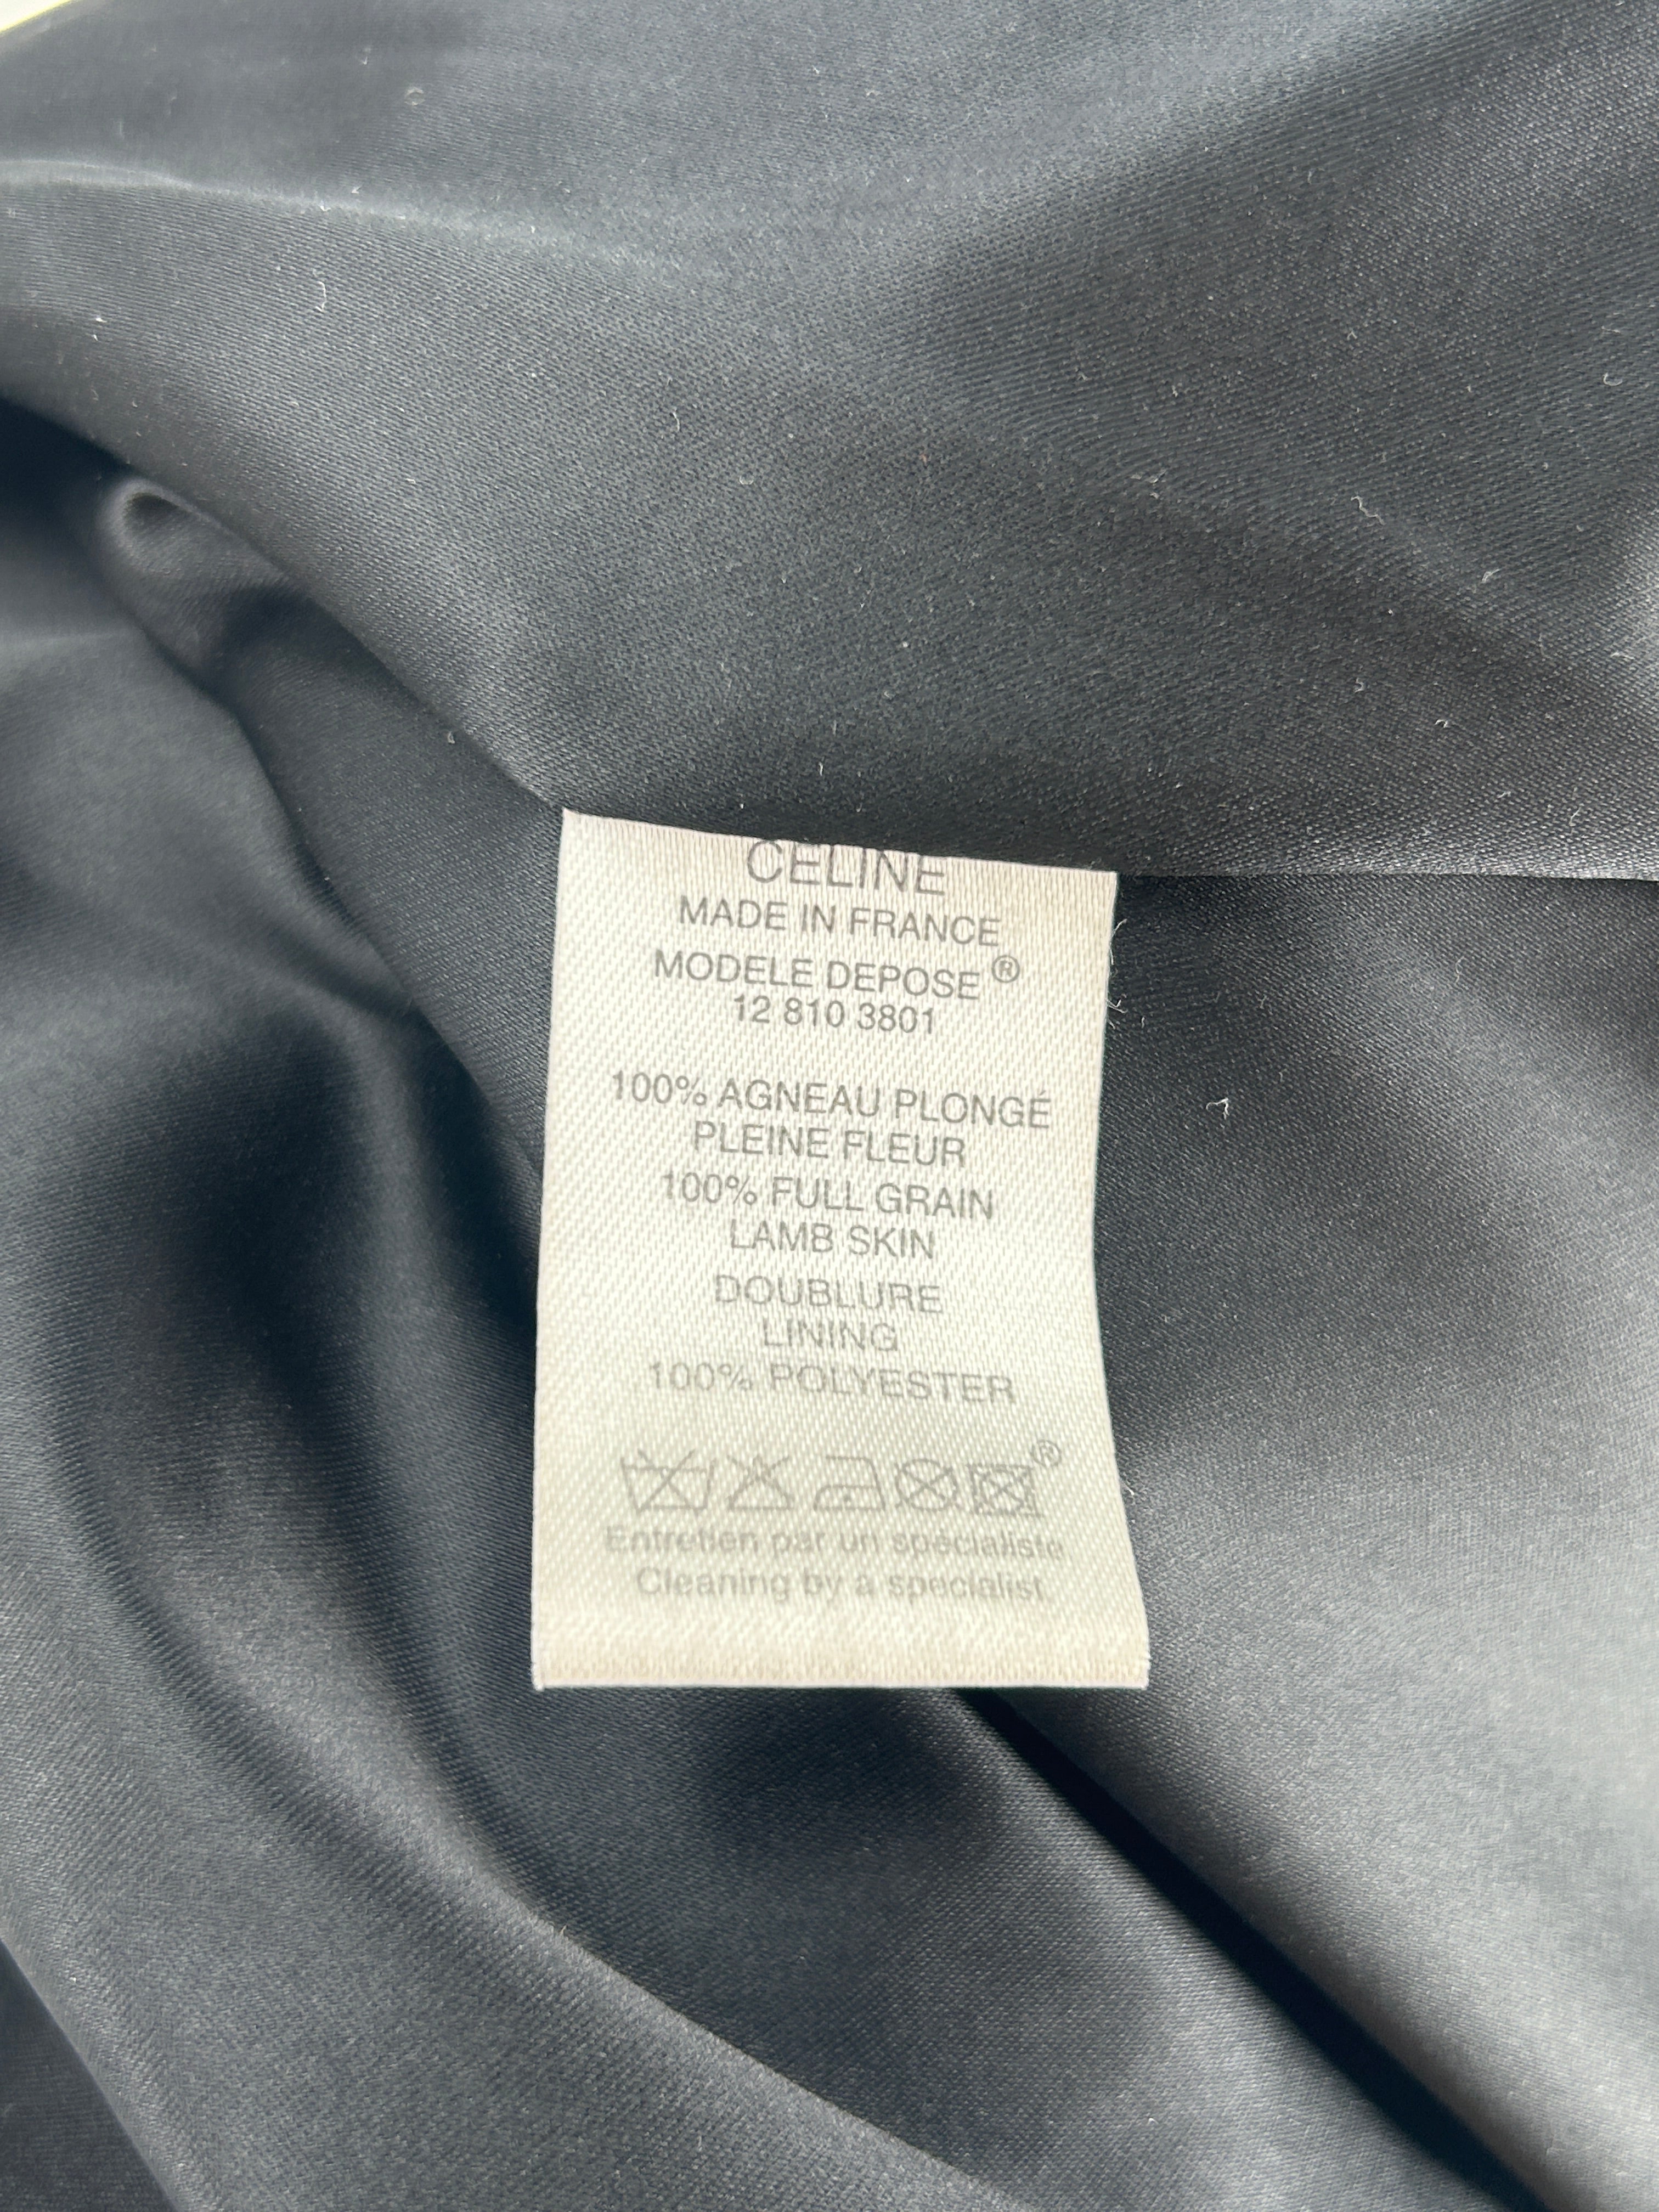 CELINE
MADE IN FRANCE
MODELE DEPOSE ®
12 810 3801
100% AGNEAU PLONGÉ
PLEINE FLEUR
100% FULL GRAIN
LAMB SKIN
DOUBLURE
LINING
100% POLYESTER
®
Entretien par un spécialiste
Cleaning by a specialist